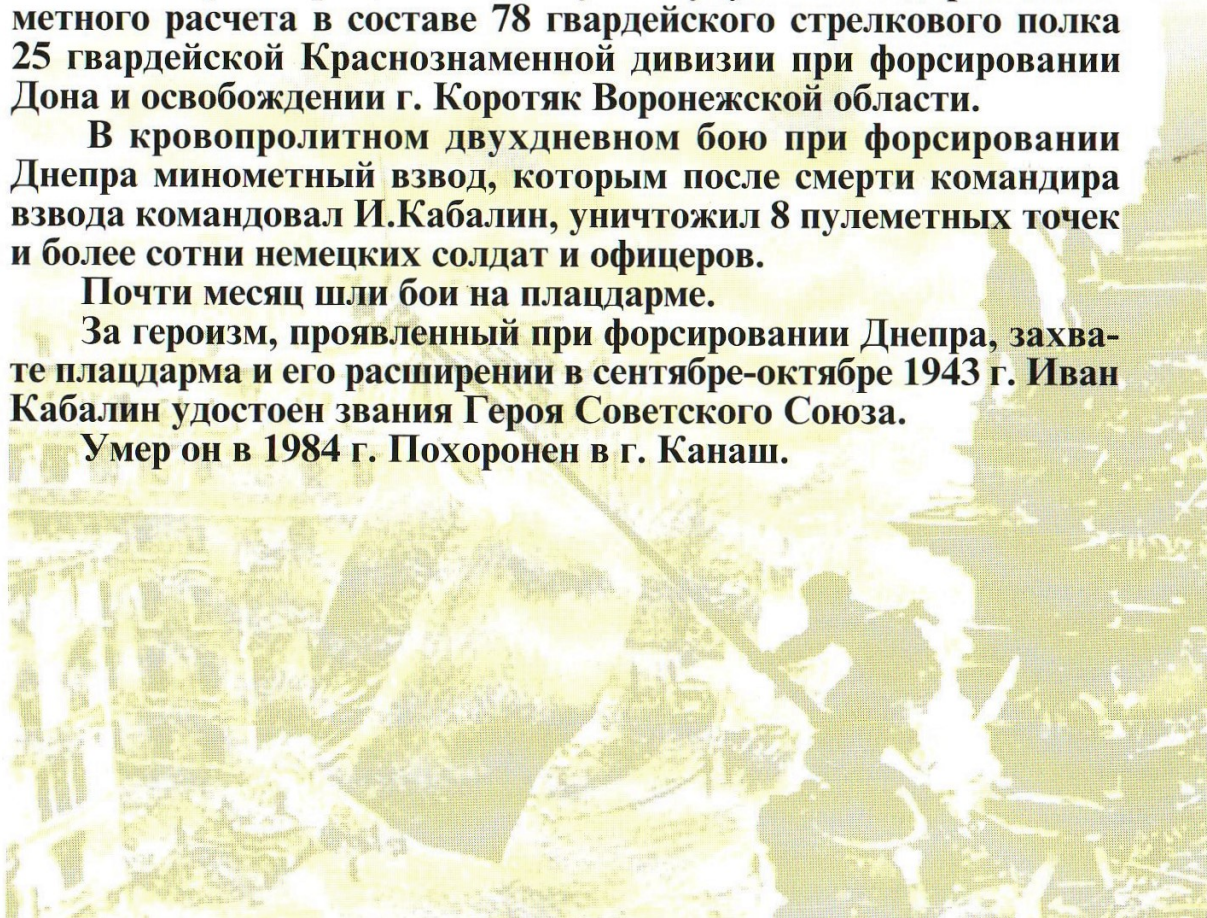 метного расчета в составе 78 гвардейского стрелкового полка
25 гвардейской Краснознаменной дивизии при форсировании
Дона и освобождении г. Коротяк Воронежской области.
В кровопролитном двухдневном бою при форсировании
Днепра минометный взвод, которым после смерти командира
взвода командовал И.Кабалин, уничтожил 8 пулеметных точек
и более сотни немецких солдат и офицеров.
Почти месяц шли бои на плацдарме.
За героизм, проявленный при форсировании Днепра, захва-
те плацдарма и его расширении в сентябре-октябре 1943 г. Иван
Кабалин удостоен звания Героя Советского Союза.
Умер он в 1984 г. Похоронен в г. Канаш.